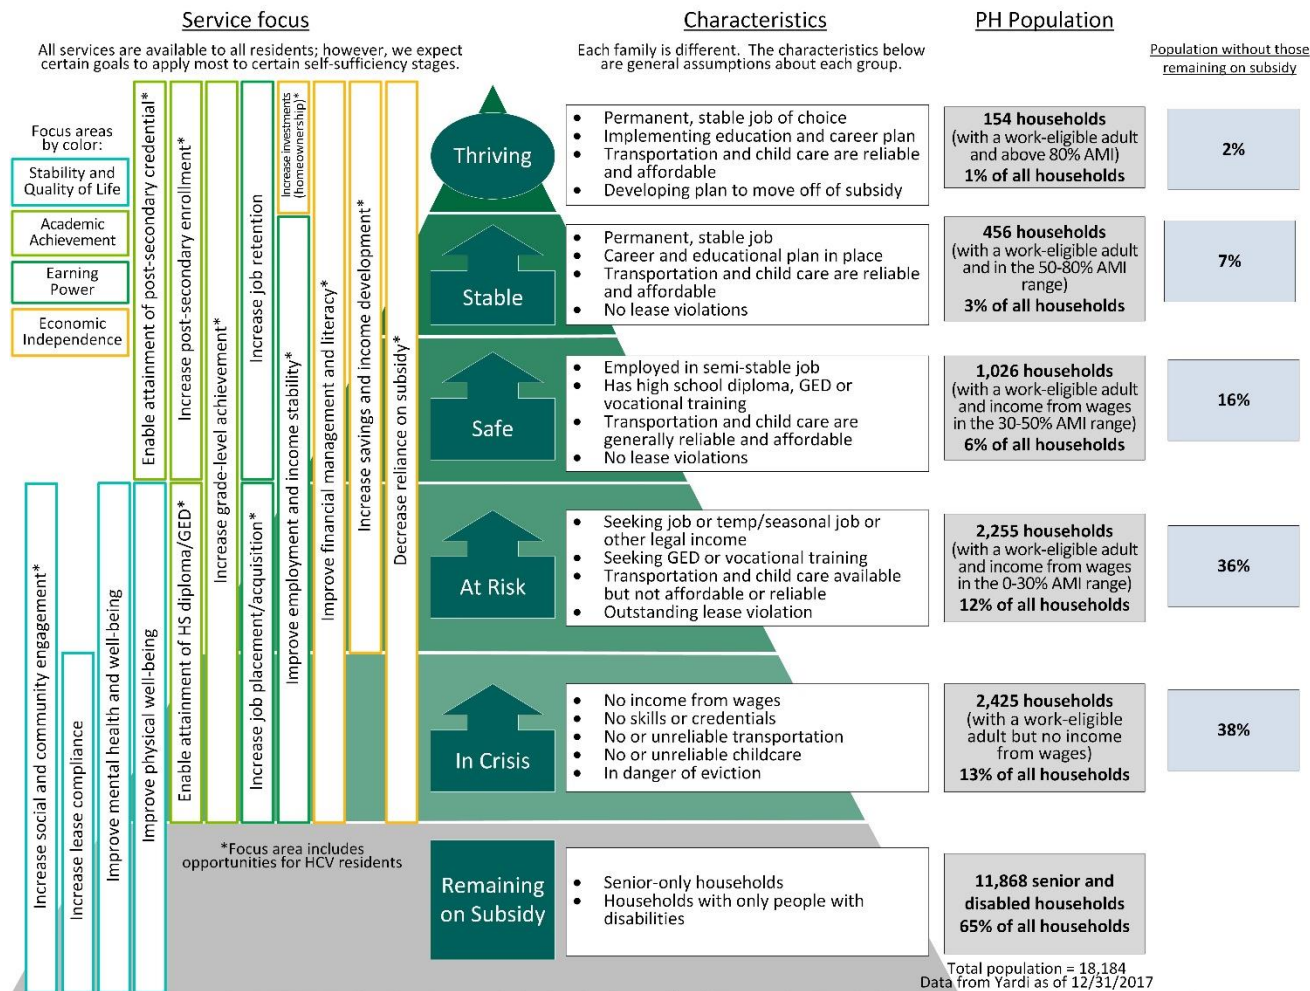 Service focus
All services are available to all residents; however, we expect
certain goals to apply most to certain self-sufficiency stages.
Characteristics
Each family is different.  The characteristics below
are general assumptions about each group.
PH Population
Population without those
remaining on subsidy
Focus areas
by color:
Stability and
Quality of Life
Academic
Achievement
Earning
Power
Economic
Independence
Increase social and community engagement*
Increase lease compliance
Improve mental health and well-being
Improve physical well-being
Enable attainment of post-secondary credential*
Increase post-secondary enrollment*
Enable attainment of HS diploma/GED*
Increase grade-level achievement*
Increase job retention
Increase job placement/acquisition*
Increase investments
(homeownership)*
Improve employment and income stability*
Improve financial management and literacy*
Increase savings and income development*
Decrease reliance on subsidy*
*Focus area includes
opportunities for HCV residents
Thriving
• Permanent, stable job of choice
• Implementing education and career plan
• Transportation and child care are reliable
and affordable
• Developing plan to move off of subsidy
154 households
(with a work-eligible adult
and above 80% AMI)
1% of all households
2%
Stable
• Permanent, stable job
• Career and educational plan in place
• Transportation and child care are reliable
and affordable
• No lease violations
456 households
(with a work-eligible adult
and in the 50-80% AMI
range)
3% of all households
7%
Safe
• Employed in semi-stable job
• Has high school diploma, GED or
vocational training
• Transportation and child care are
generally reliable and affordable
• No lease violations
1,026 households
(with a work-eligible adult
and income from wages
in the 30-50% AMI range)
6% of all households
16%
At Risk
• Seeking job or temp/seasonal job or
other legal income
• Seeking GED or vocational training
• Transportation and child care available
but not affordable or reliable
• Outstanding lease violation
2,255 households
(with a work-eligible adult
and income from wages
in the 0-30% AMI range)
12% of all households
36%
In Crisis
• No income from wages
• No skills or credentials
• No or unreliable transportation
• No or unreliable childcare
• In danger of eviction
2,425 households
(with a work-eligible
adult but no income
from wages)
13% of all households
38%
Remaining
on Subsidy
• Senior-only households
• Households with only people with
disabilities
11,868 senior and
disabled households
65% of all households
Total population = 18,184
Data from Yardi as of 12/31/2017